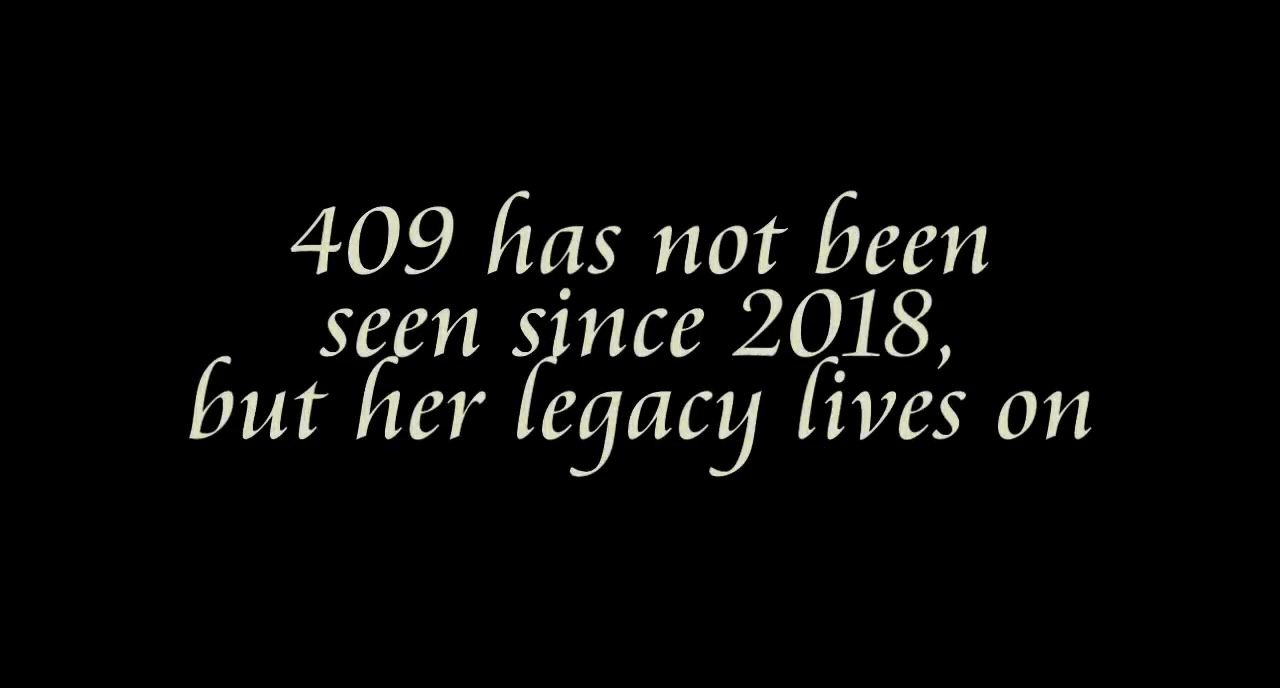 409 has not been
seen since 2018,
but her legacy lives on